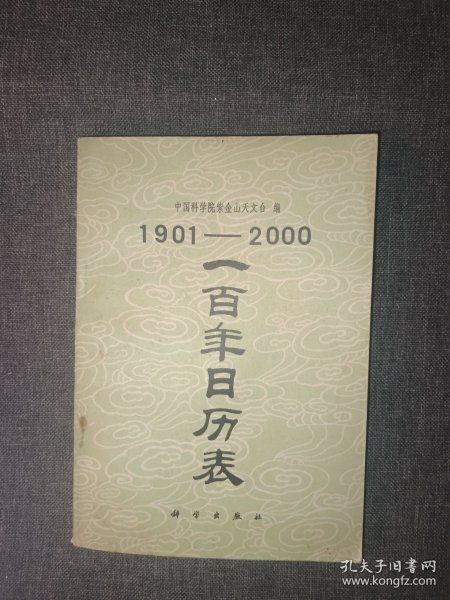 中国科学院紫金山天文台 编
1901—2000
一百年日历表
科学出版社
孔夫子旧书网
www.kongfz.com